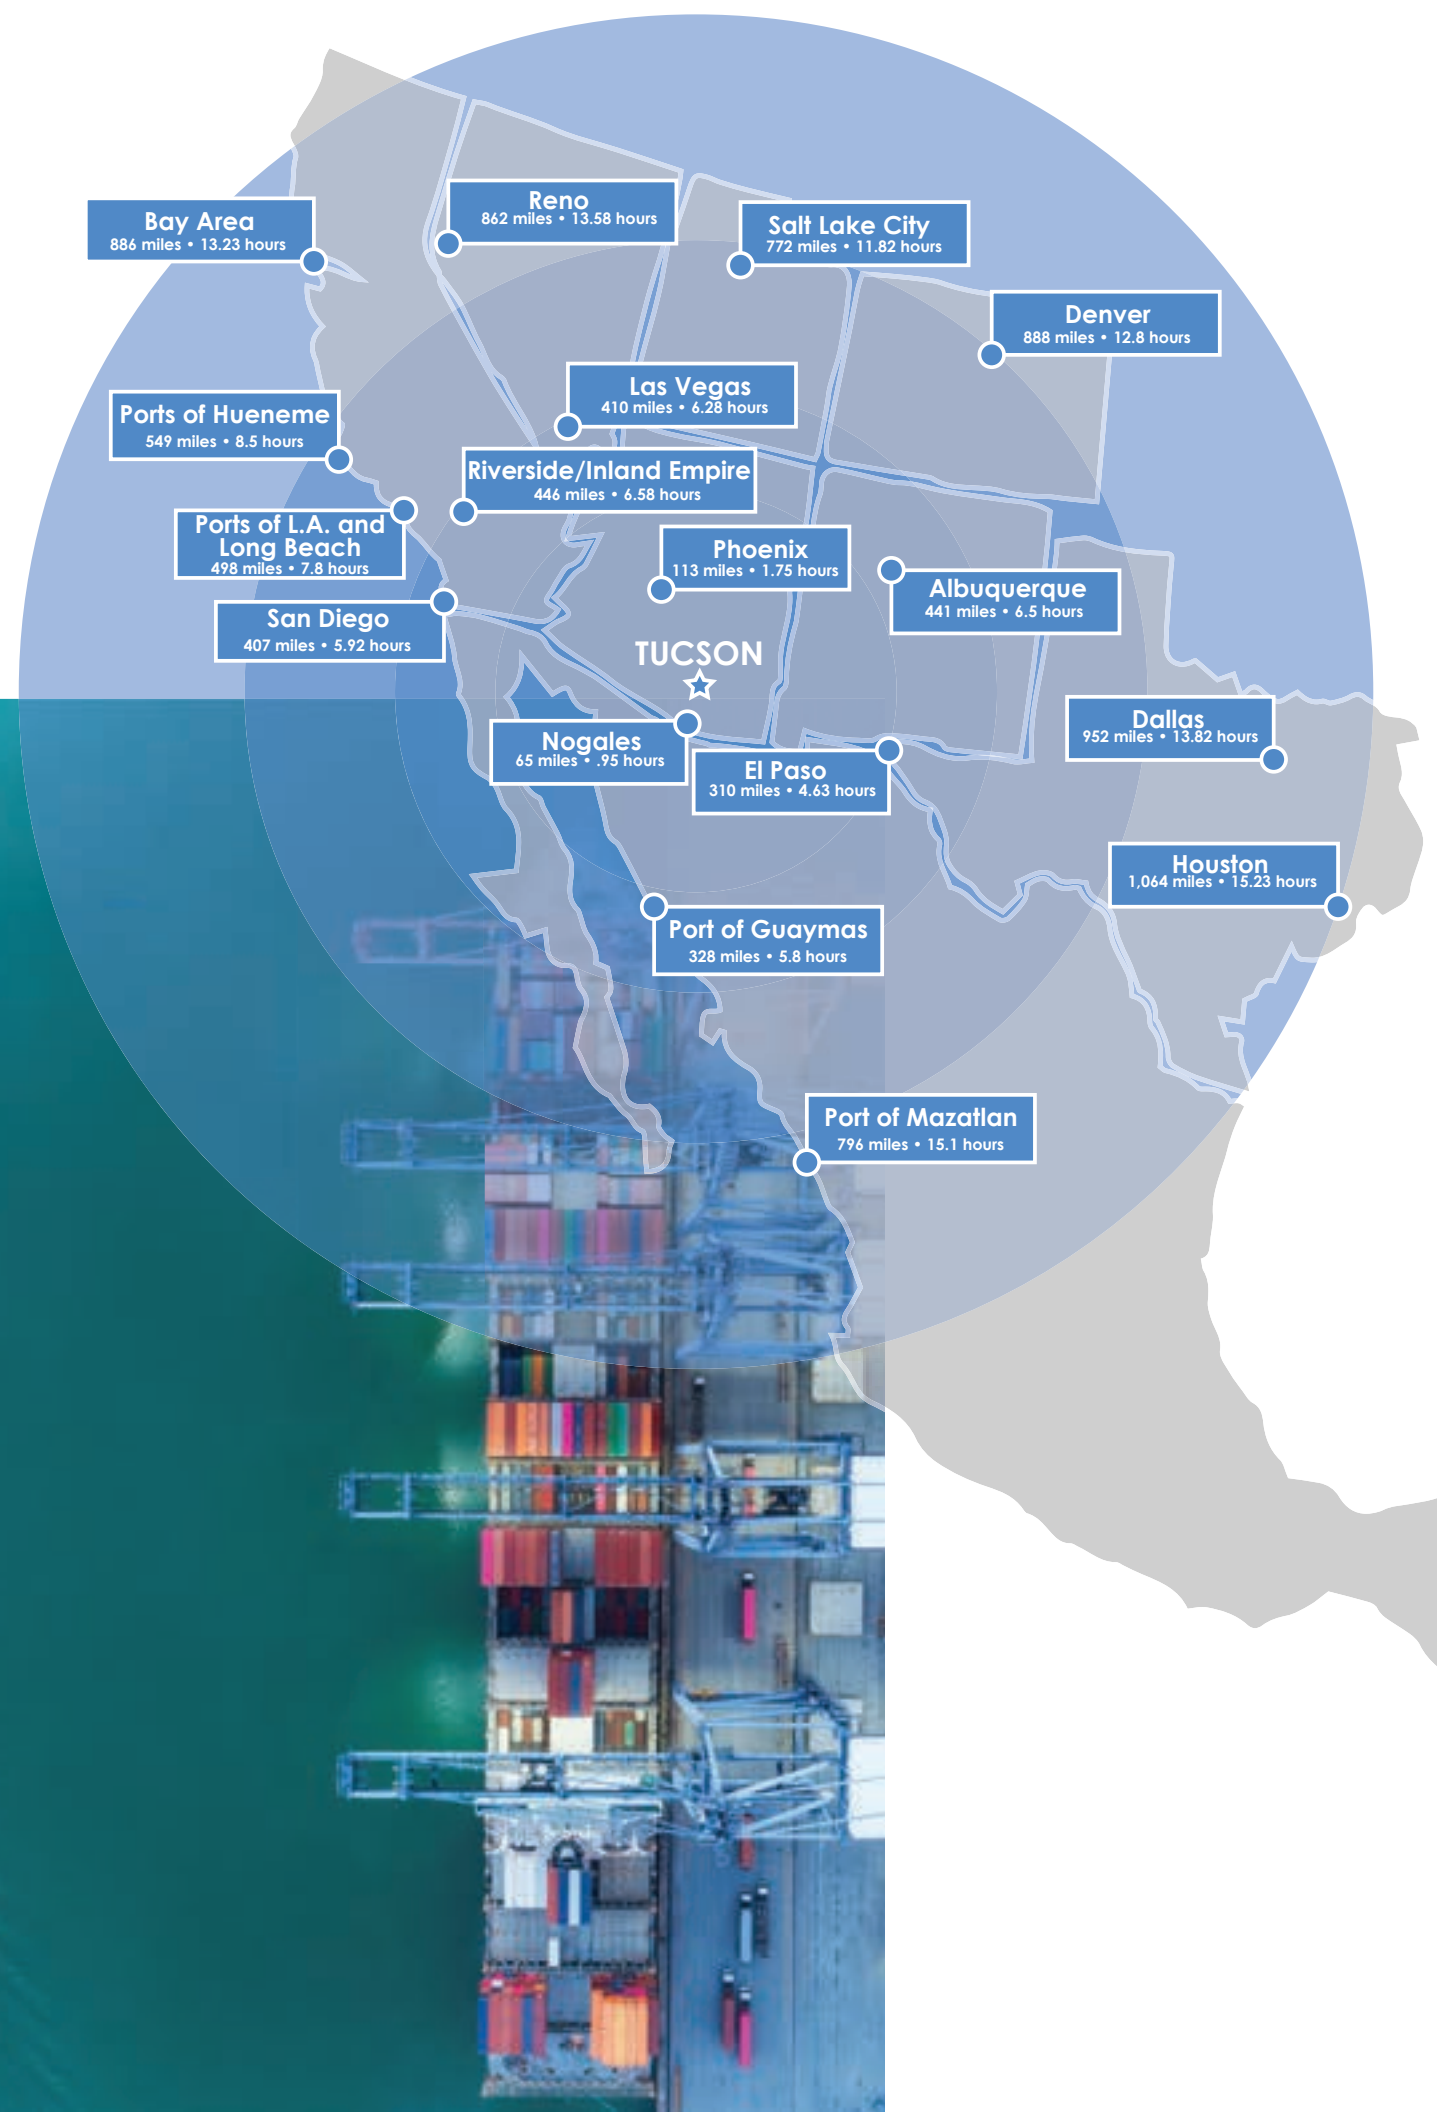 Reno
862 miles • 13.58 hours
Bay Area
886 miles • 13.23 hours
Salt Lake City
772 miles • 11.82 hours
Denver
888 miles • 12.8 hours
Las Vegas
410 miles • 6.28 hours
Ports of Hueneme
549 miles • 8.5 hours
Riverside/Inland Empire
446 miles • 6.58 hours
Ports of L.A. and
Long Beach
498 miles • 7.8 hours
Phoenix
113 miles • 1.75 hours
Albuquerque
441 miles • 6.5 hours
San Diego
407 miles • 5.92 hours
TUCSON
Dallas
952 miles • 13.82 hours
Nogales
65 miles • .95 hours
El Paso
310 miles • 4.63 hours
Houston
1,064 miles • 15.23 hours
Port of Guaymas
328 miles • 5.8 hours
Port of Mazatlan
796 miles • 15.1 hours